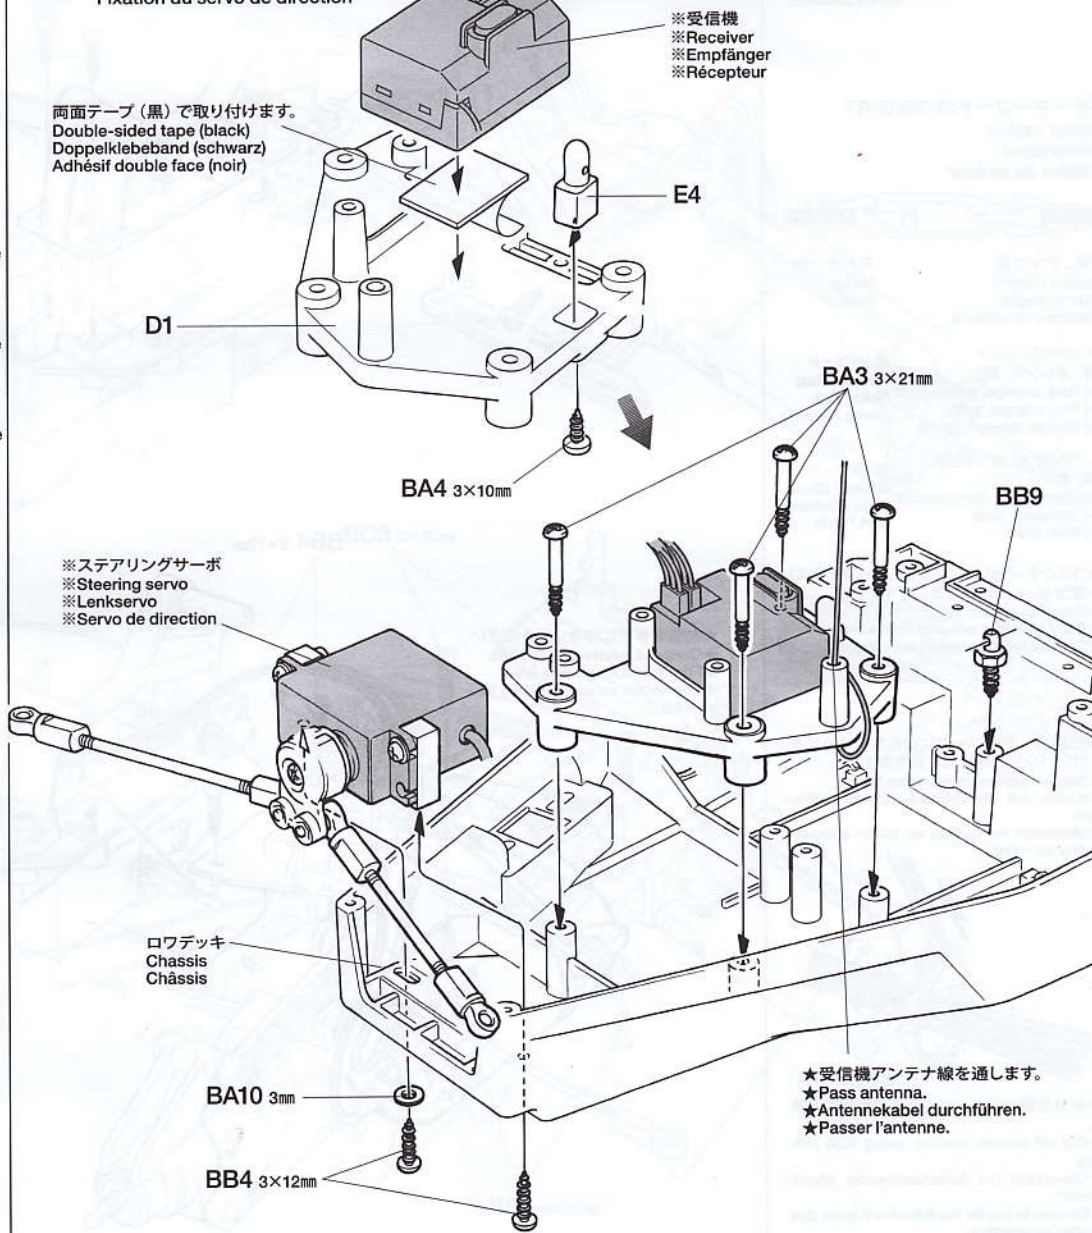 Fixation du servo de direction
※受信機
※Receiver
※Empfänger
※Récepteur
両面テープ（黒）で取り付けます。
Double-sided tape (black)
Doppelklebeband (schwarz)
Adhésif double face (noir)
E4
D1
BA3 3×21mm
BA4 3×10mm
BB9
※ステアリングサーボ
※Steering servo
※Lenkservo
※Servo de direction
ロワデッキ
Chassis
Châssis
BA10 3mm
BB4 3×12mm
★受信機アンテナ線を通します。
★Pass antenna.
★Antennekabel durchführen.
★Passer l'antenne.